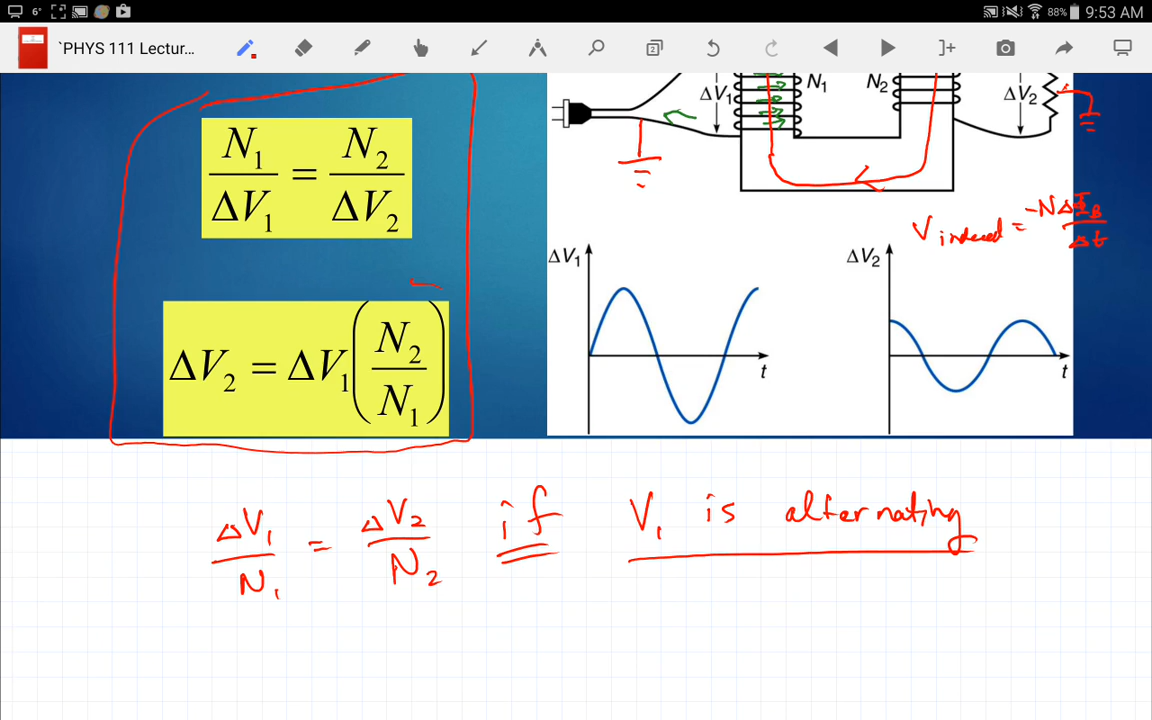 6° 88% 9:53 AM
`PHYS 111 Lectur...
2
N₁/ΔV₁ = N₂/ΔV₂
ΔV₂ = ΔV₁(N₂/N₁)
ΔV₁ N₁ N₂ ΔV₂
V induced = -NΔΦB/Δt
ΔV₁ t
ΔV₂ t
ΔV₁/N₁ = ΔV₂/N₂ if V₁ is alternating